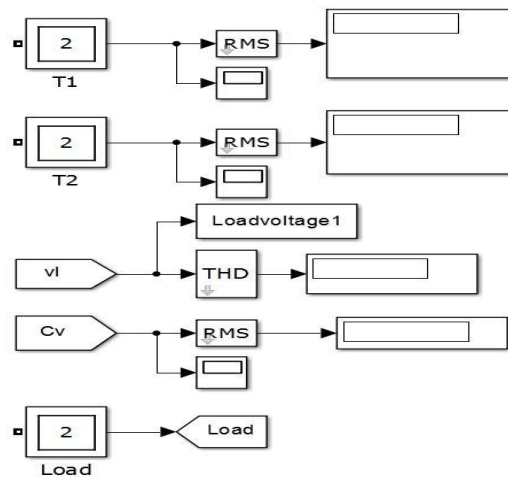 2
RMS
T1
2
RMS
T2
Loadvoltage1
vl
THD
Cv
RMS
2
Load
Load